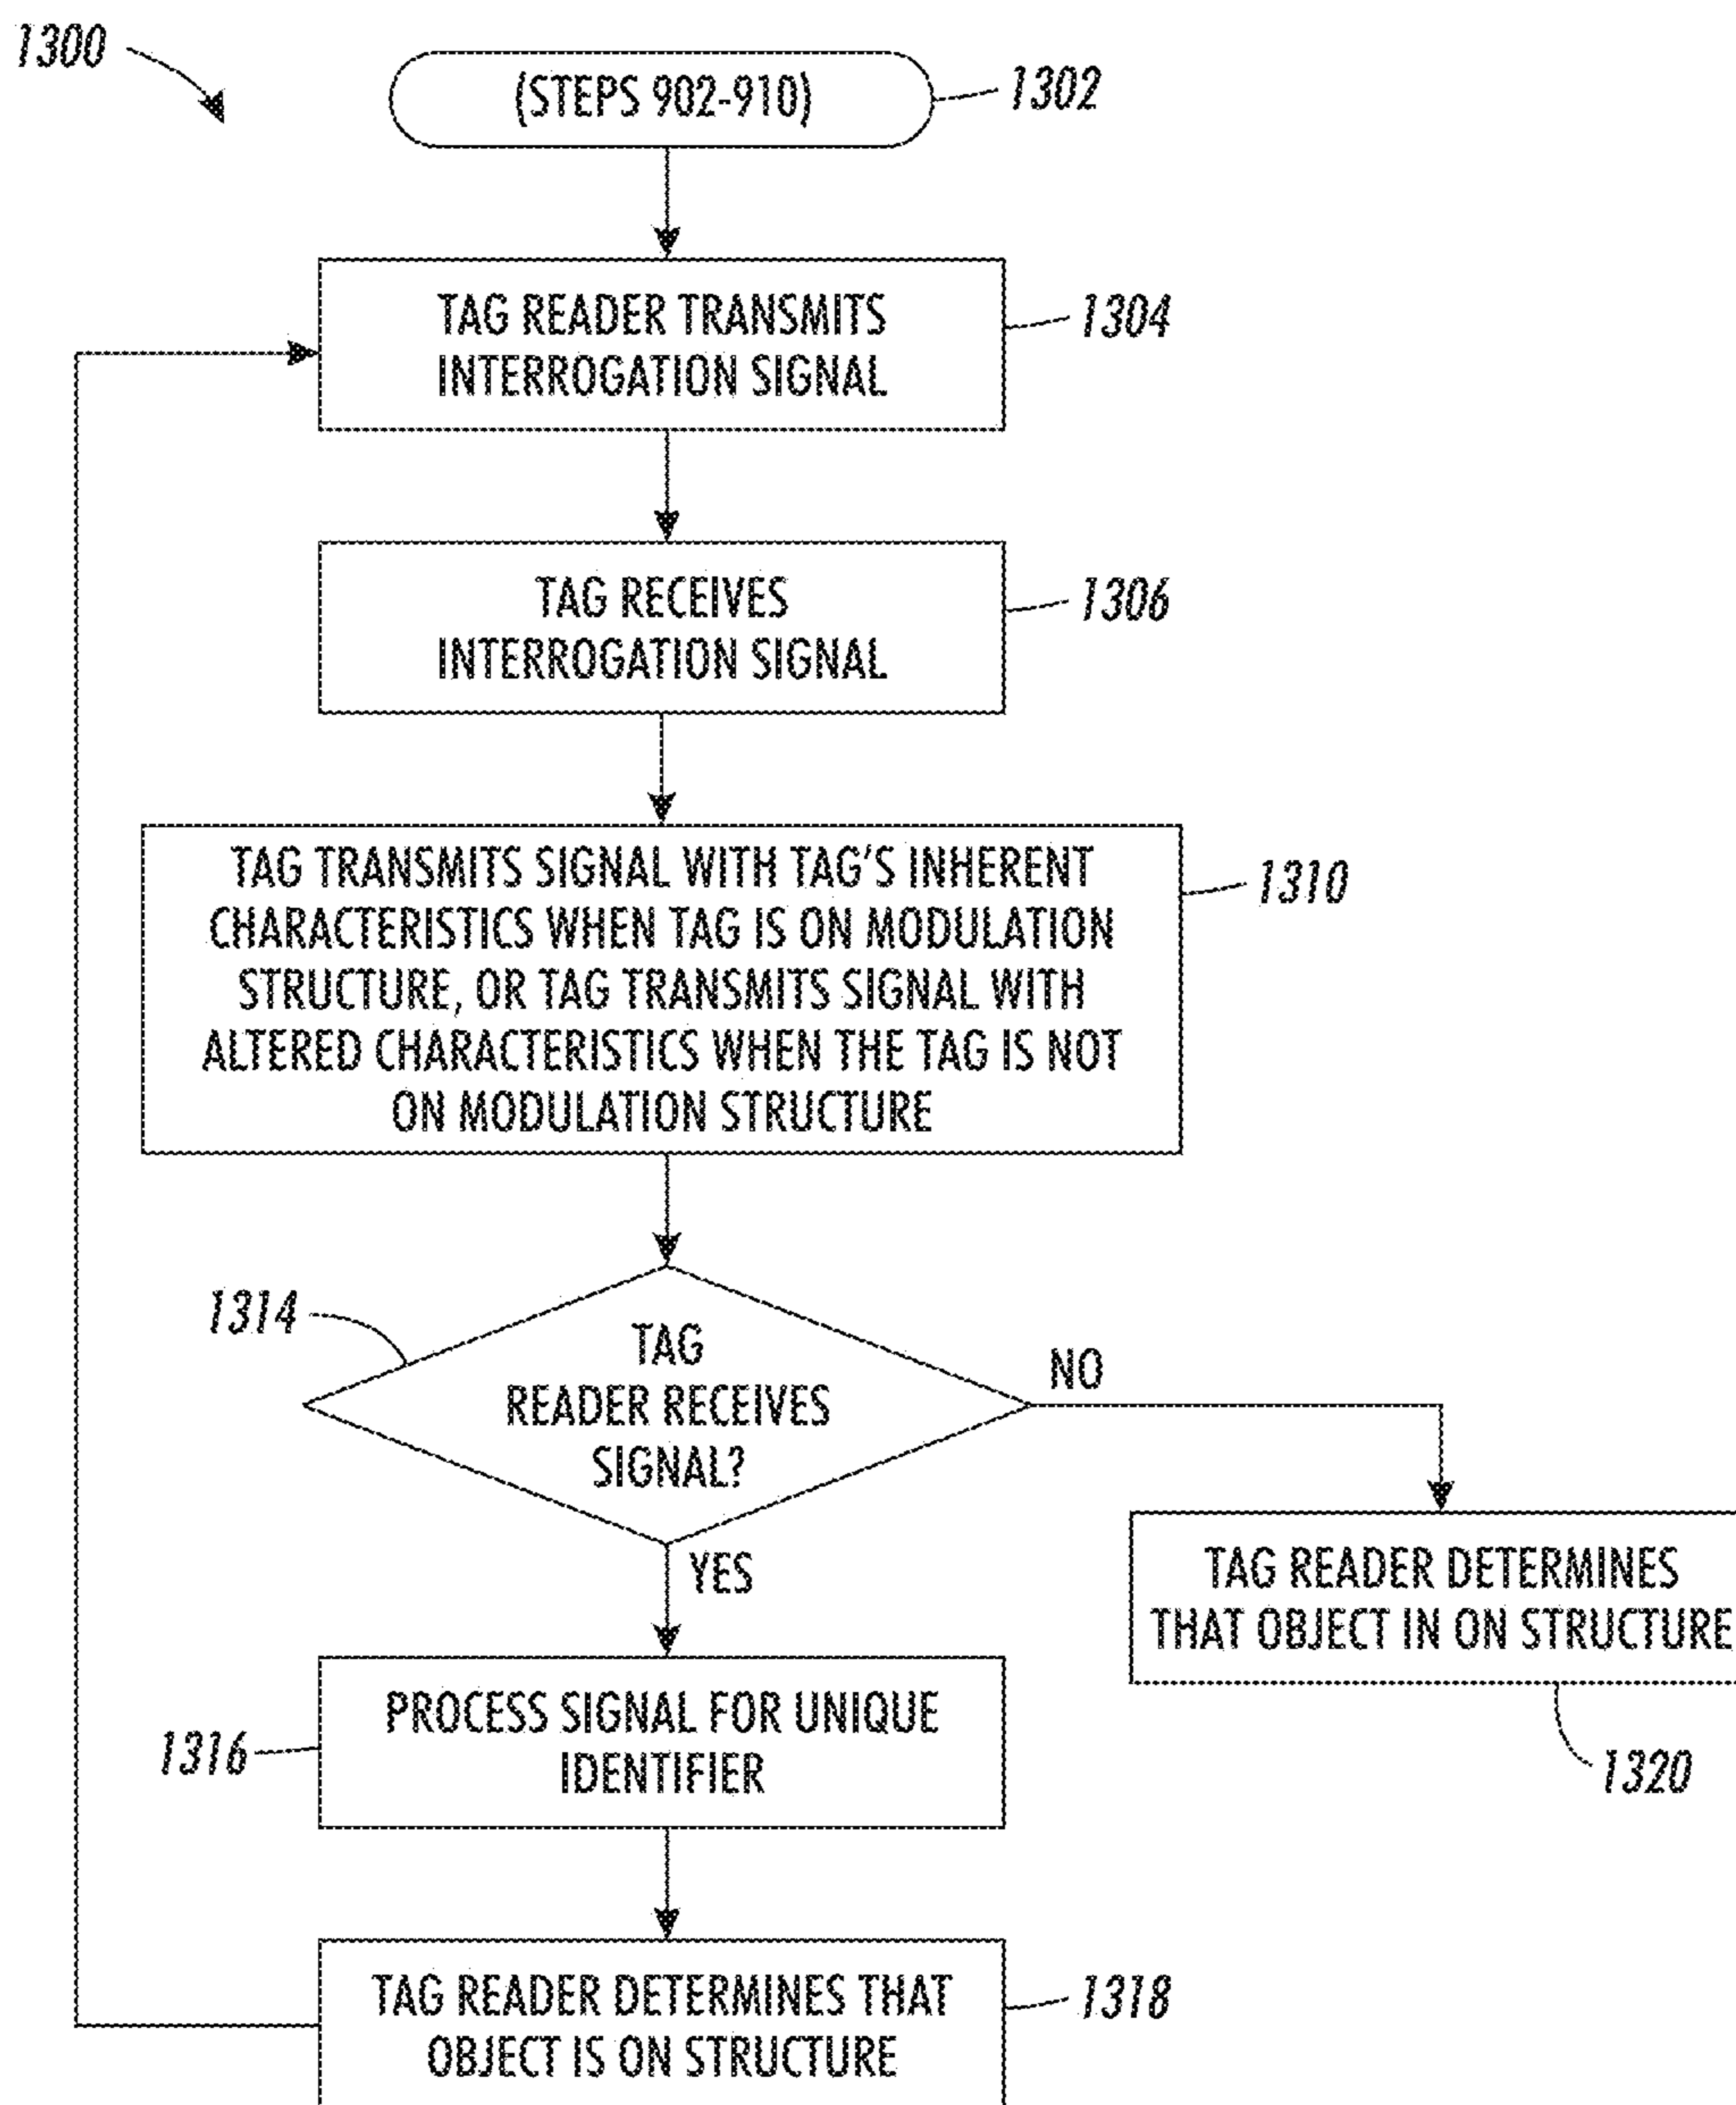 1300
(STEPS 902-910)
1302
TAG READER TRANSMITS
INTERROGATION SIGNAL
1304
TAG RECEIVES
INTERROGATION SIGNAL
1306
TAG TRANSMITS SIGNAL WITH TAG'S INHERENT
CHARACTERISTICS WHEN TAG IS ON MODULATION
STRUCTURE, OR TAG TRANSMITS SIGNAL WITH
ALTERED CHARACTERISTICS WHEN THE TAG IS NOT
ON MODULATION STRUCTURE
1310
1314
TAG
READER RECEIVES
SIGNAL?
NO
YES
TAG READER DETERMINES
THAT OBJECT IN ON STRUCTURE
1320
PROCESS SIGNAL FOR UNIQUE
IDENTIFIER
1316
TAG READER DETERMINES THAT
OBJECT IS ON STRUCTURE
1318